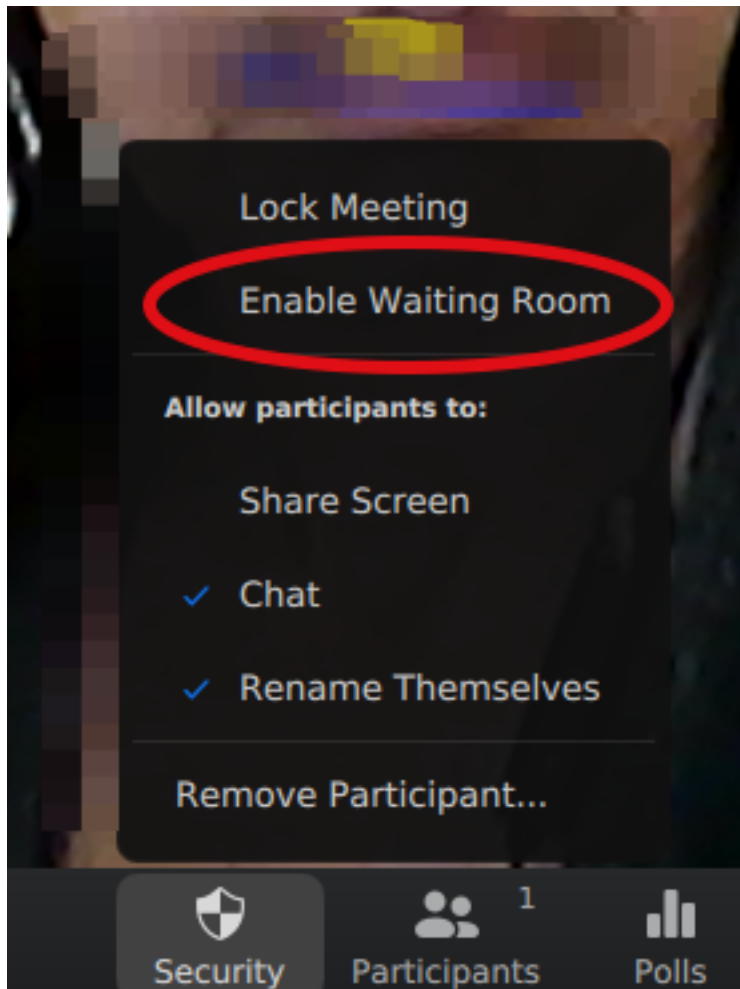 Lock Meeting
Enable Waiting Room
Allow participants to:
Share Screen
Chat
Rename Themselves
Remove Participant...
1
Security Participants Polls